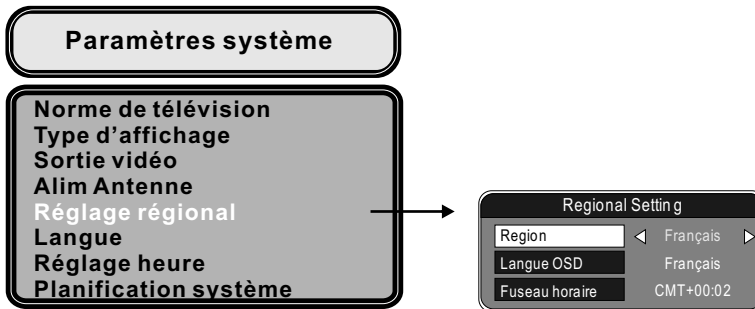 Paramètres système
Norme de télévision
Type d'affichage
Sortie vidéo
Alim Antenne
Réglage régional
Langue
Réglage heure
Planification système
Regional Settin g
Region Français
Langue OSD Français
Fuseau horaire CMT+00:02